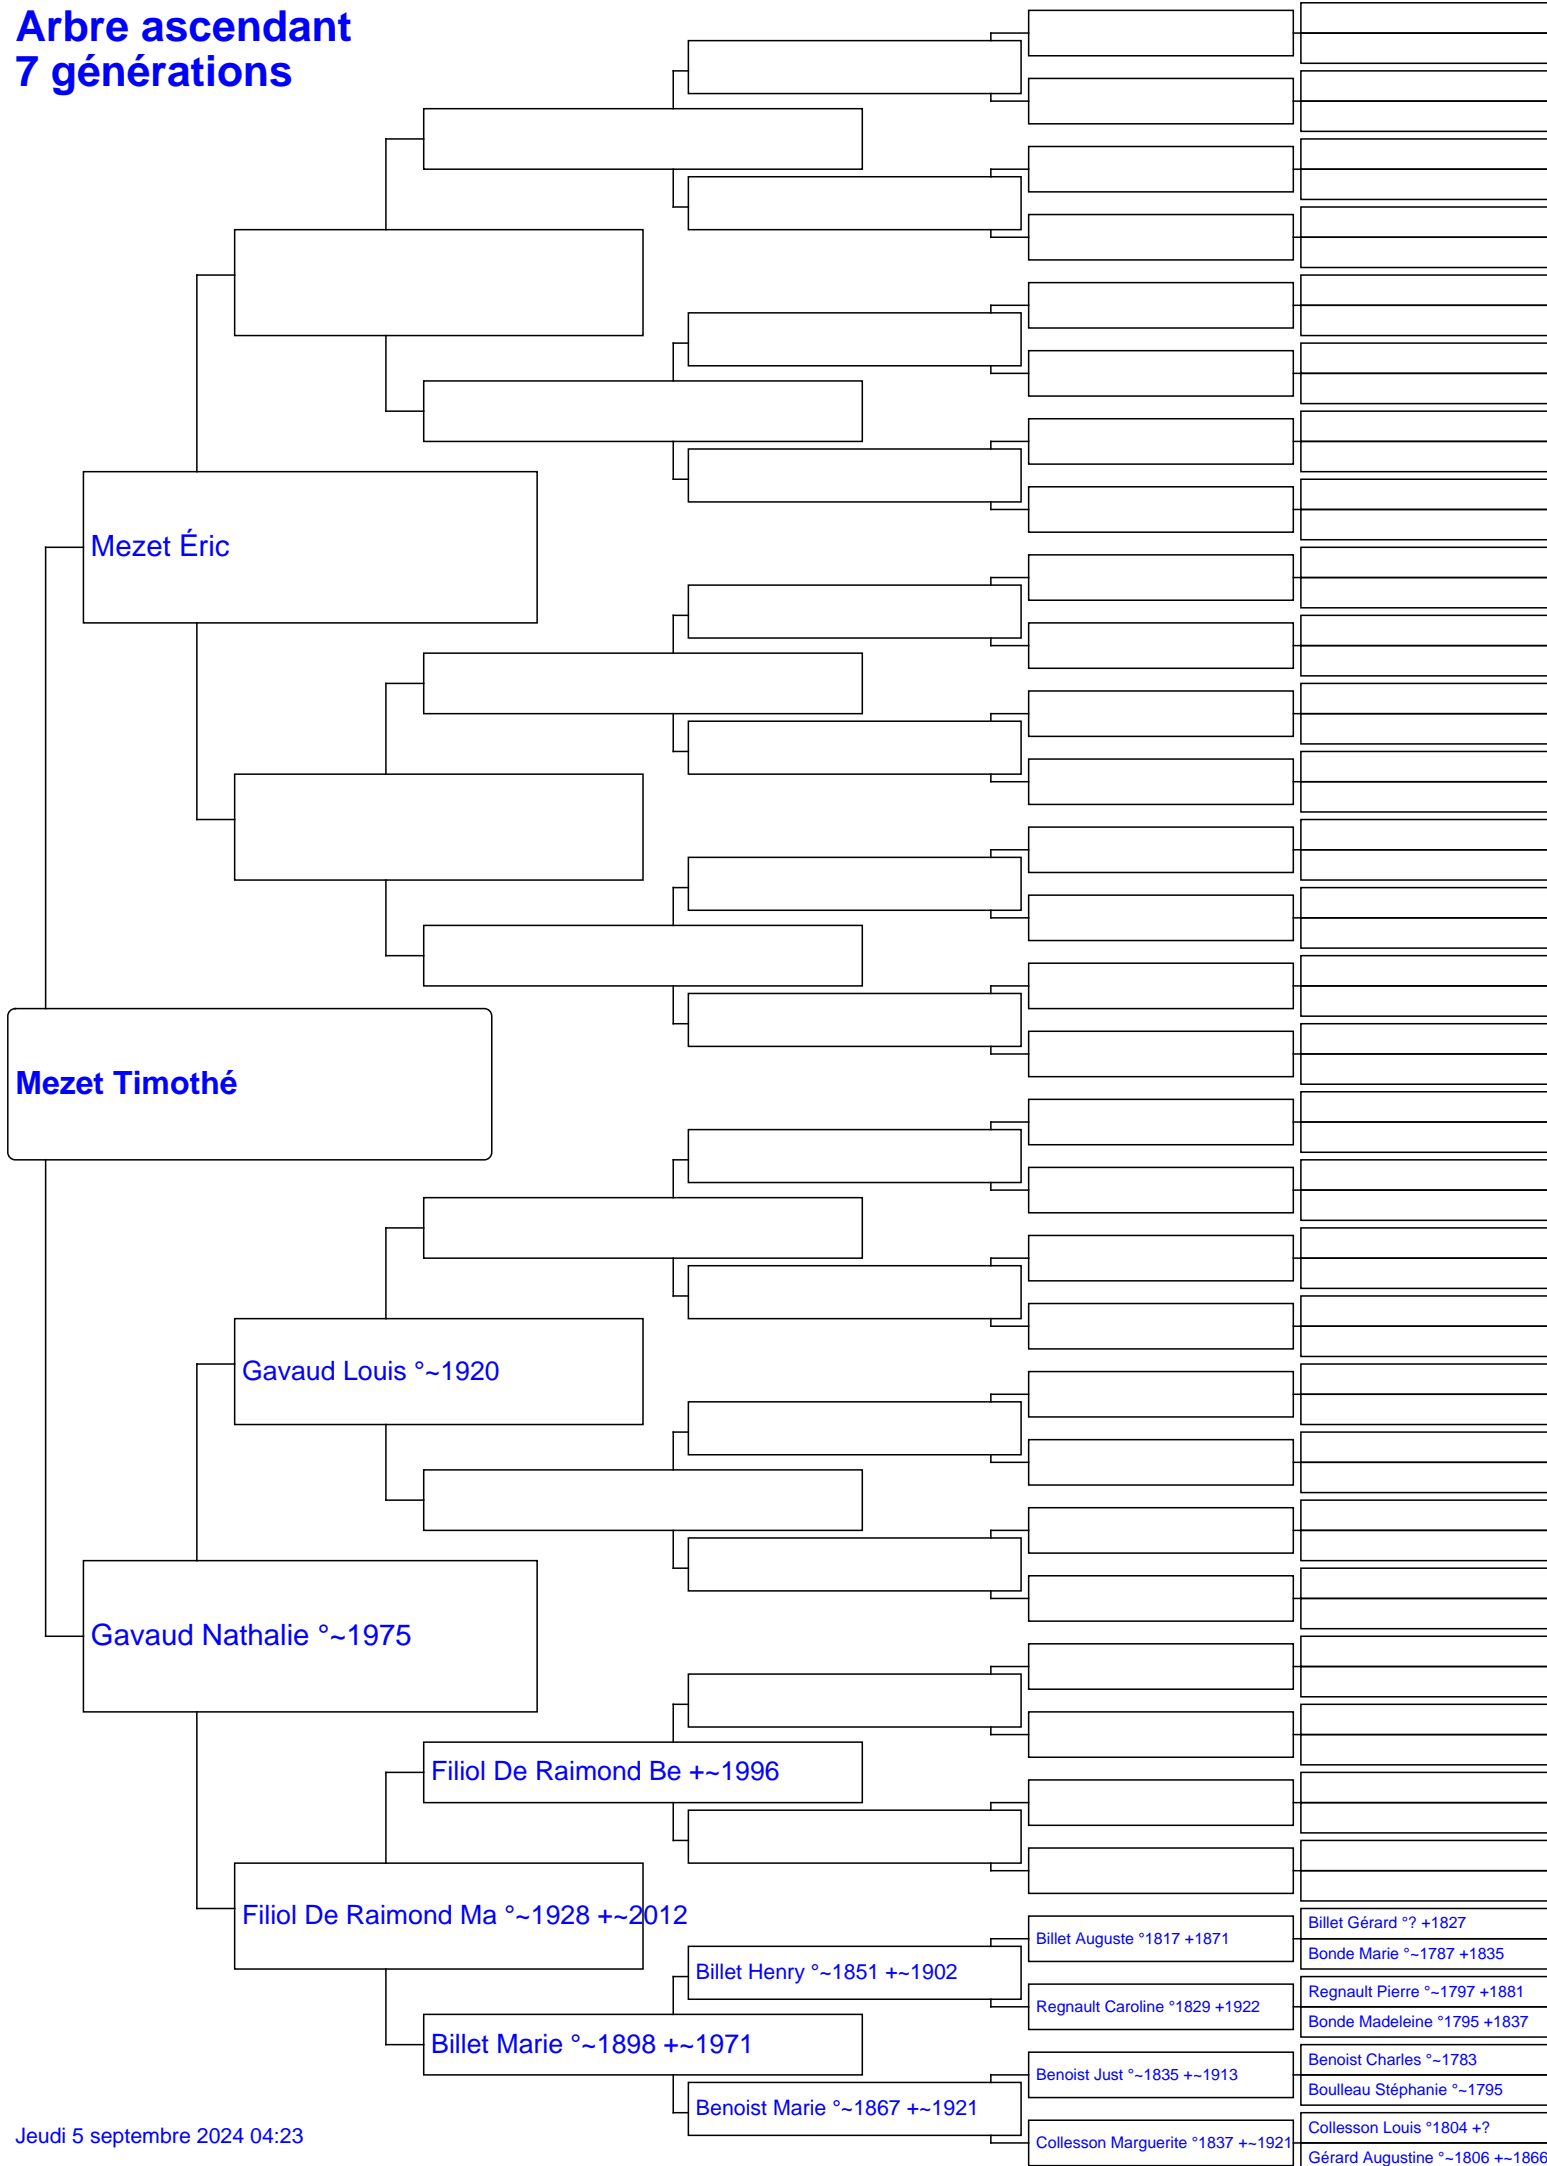 Arbre ascendant
7 générations
Mezet Éric
Mezet Timothé
Gavaud Louis °~1920
Gavaud Nathalie °~1975
Filiol De Raimond Be +~1996
Filiol De Raimond Ma °~1928 +~2012
Billet Auguste °1817 +1871
Billet Gérard °? +1827
Bonde Marie °~1787 +1835
Billet Henry °~1851 +~1902
Regnault Caroline °1829 +1922
Regnault Pierre °~1797 +1881
Bonde Madeleine °1795 +1837
Billet Marie °~1898 +~1971
Benoist Just °~1835 +~1913
Benoist Charles °~1783
Boulleau Stéphanie °~1795
Benoist Marie °~1867 +~1921
Collesson Marguerite °1837 +~1921
Collesson Louis °1804 +?
Gérard Augustine °~1806 +~1866
Jeudi 5 septembre 2024 04:23